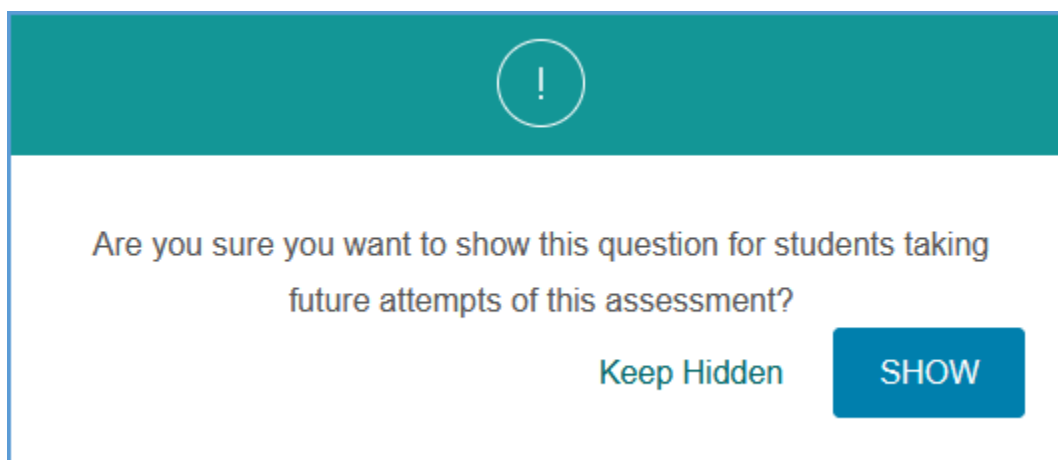 !
Are you sure you want to show this question for students taking
future attempts of this assessment?
Keep Hidden SHOW